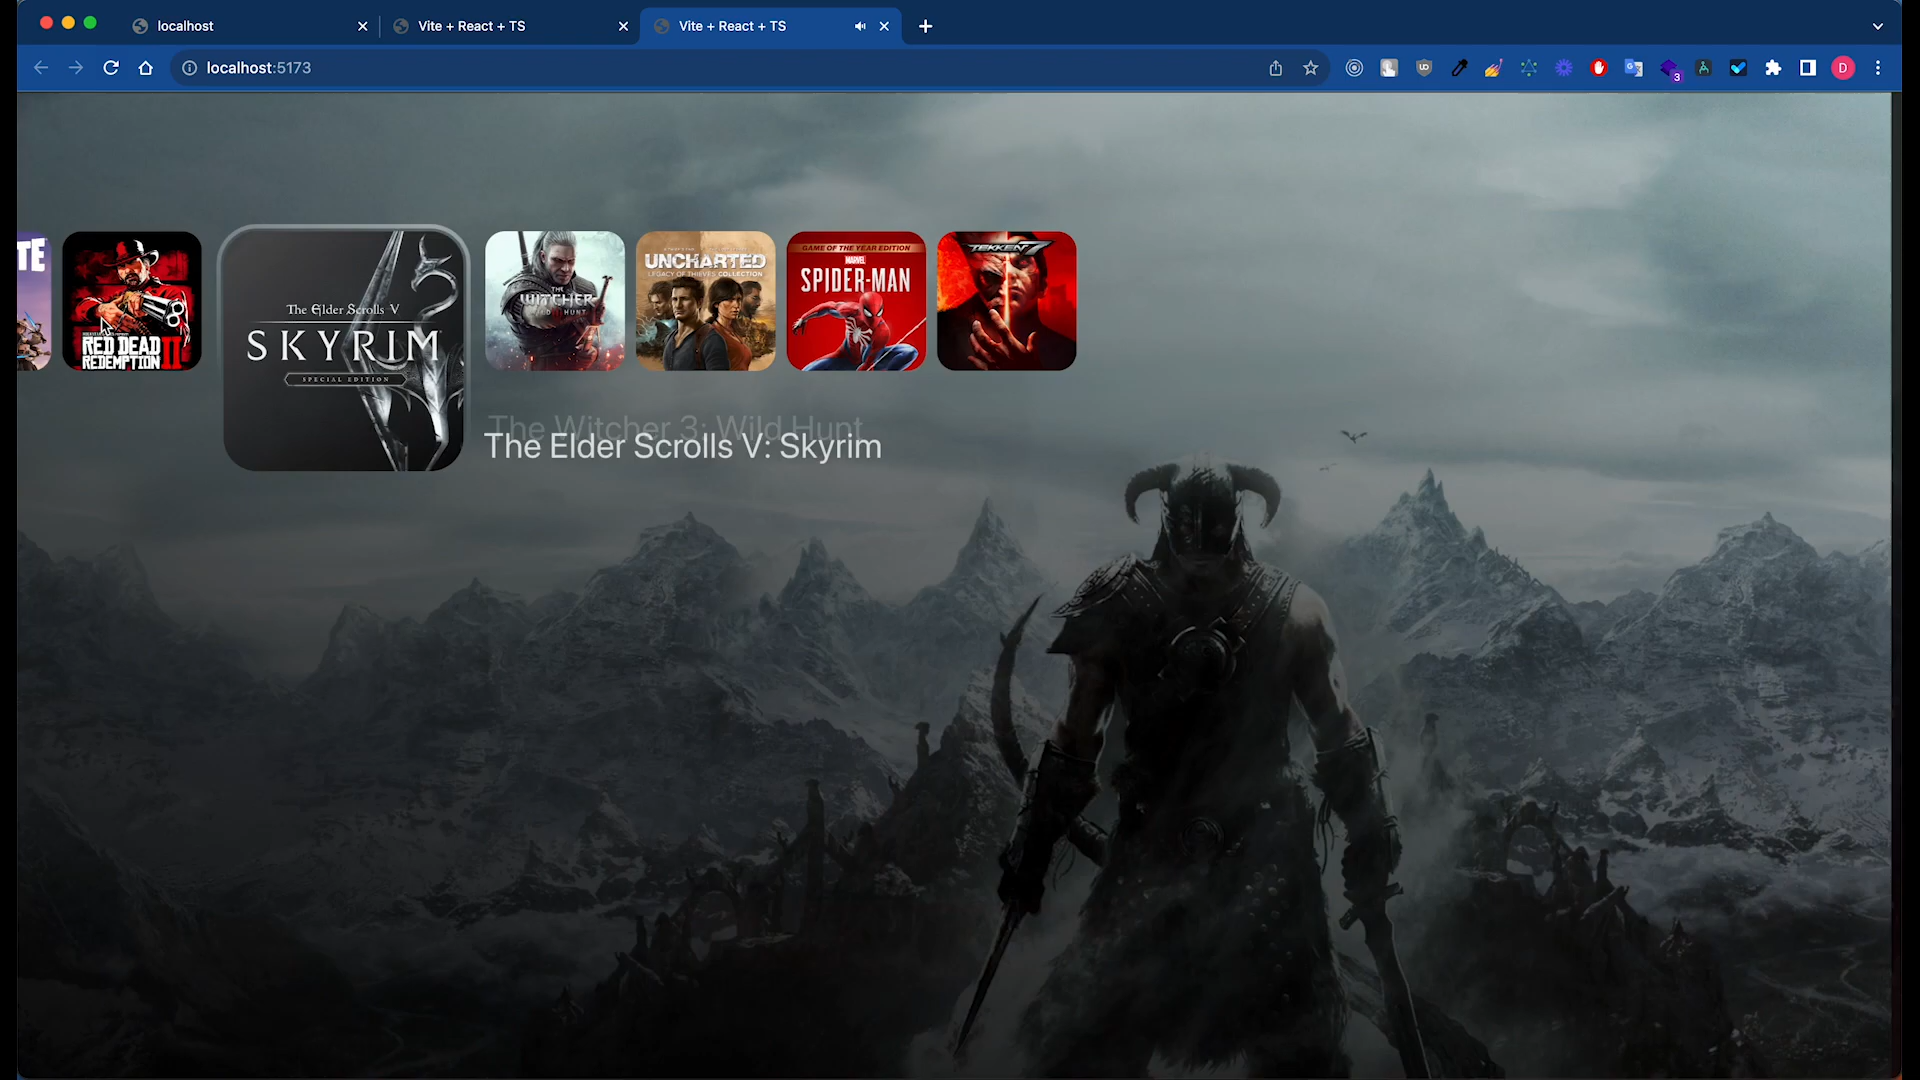 localhost
Vite + React + TS
Vite + React + TS
localhost:5173
3
D
TE
RED DEAD
REDEMPTION II
The Elder Scrolls V
SKYRIM
SPECIAL EDITION
THE
WITCHER
WILD HUNT
UNCHARTED
LEGACY OF THIEVES COLLECTION
GAME OF THE YEAR EDITION
MARVEL
SPIDER-MAN
TEKKEN 7
The Witcher 3: Wild Hunt
The Elder Scrolls V: Skyrim